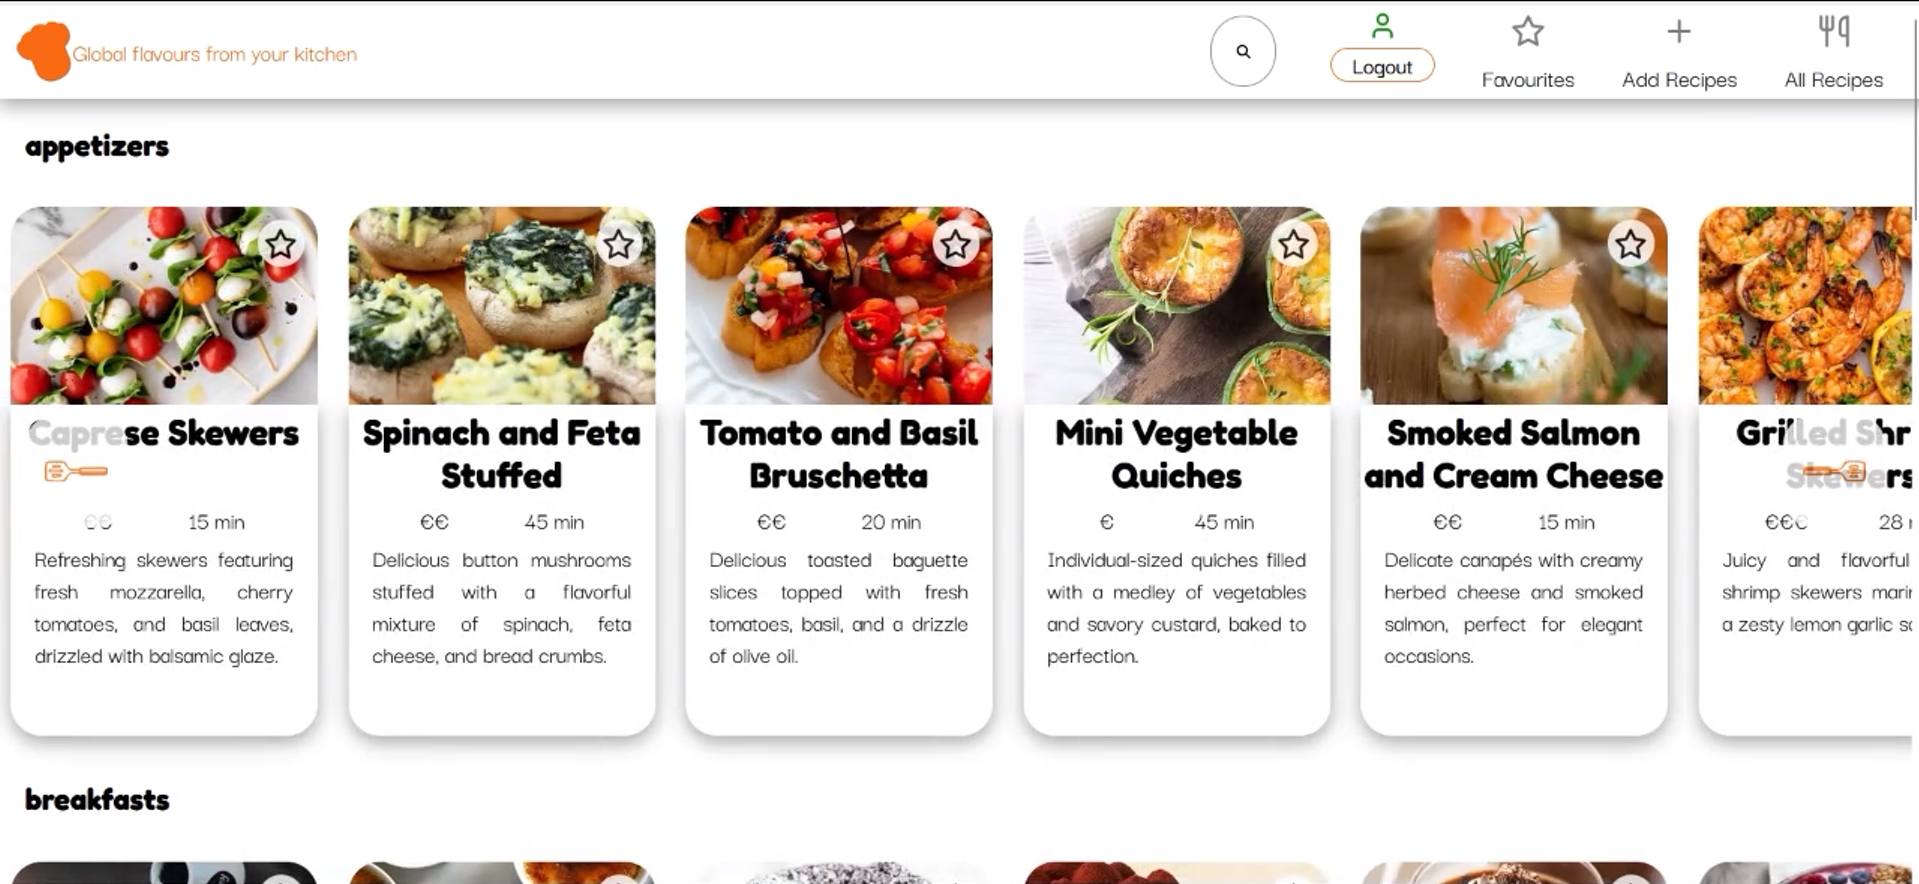 Global flavours from your kitchen
Logout
Favourites
Add Recipes
All Recipes
appetizers
Caprese Skewers
€€ 15 min
Refreshing skewers featuring
fresh mozzarella, cherry
tomatoes, and basil leaves,
drizzled with balsamic glaze.
Spinach and Feta
Stuffed
€€ 45 min
Delicious button mushrooms
stuffed with a flavorful
mixture of spinach, feta
cheese, and bread crumbs.
Tomato and Basil
Bruschetta
€€ 20 min
Delicious toasted baguette
slices topped with fresh
tomatoes, basil, and a drizzle
of olive oil.
Mini Vegetable
Quiches
€ 45 min
Individual-sized quiches filled
with a medley of vegetables
and savory custard, baked to
perfection.
Smoked Salmon
and Cream Cheese
€€ 15 min
Delicate canapés with creamy
herbed cheese and smoked
salmon, perfect for elegant
occasions.
Grilled Shr
Skewers
€€€ 28
Juicy and flavorful
shrimp skewers mari
a zesty lemon garlic
breakfasts